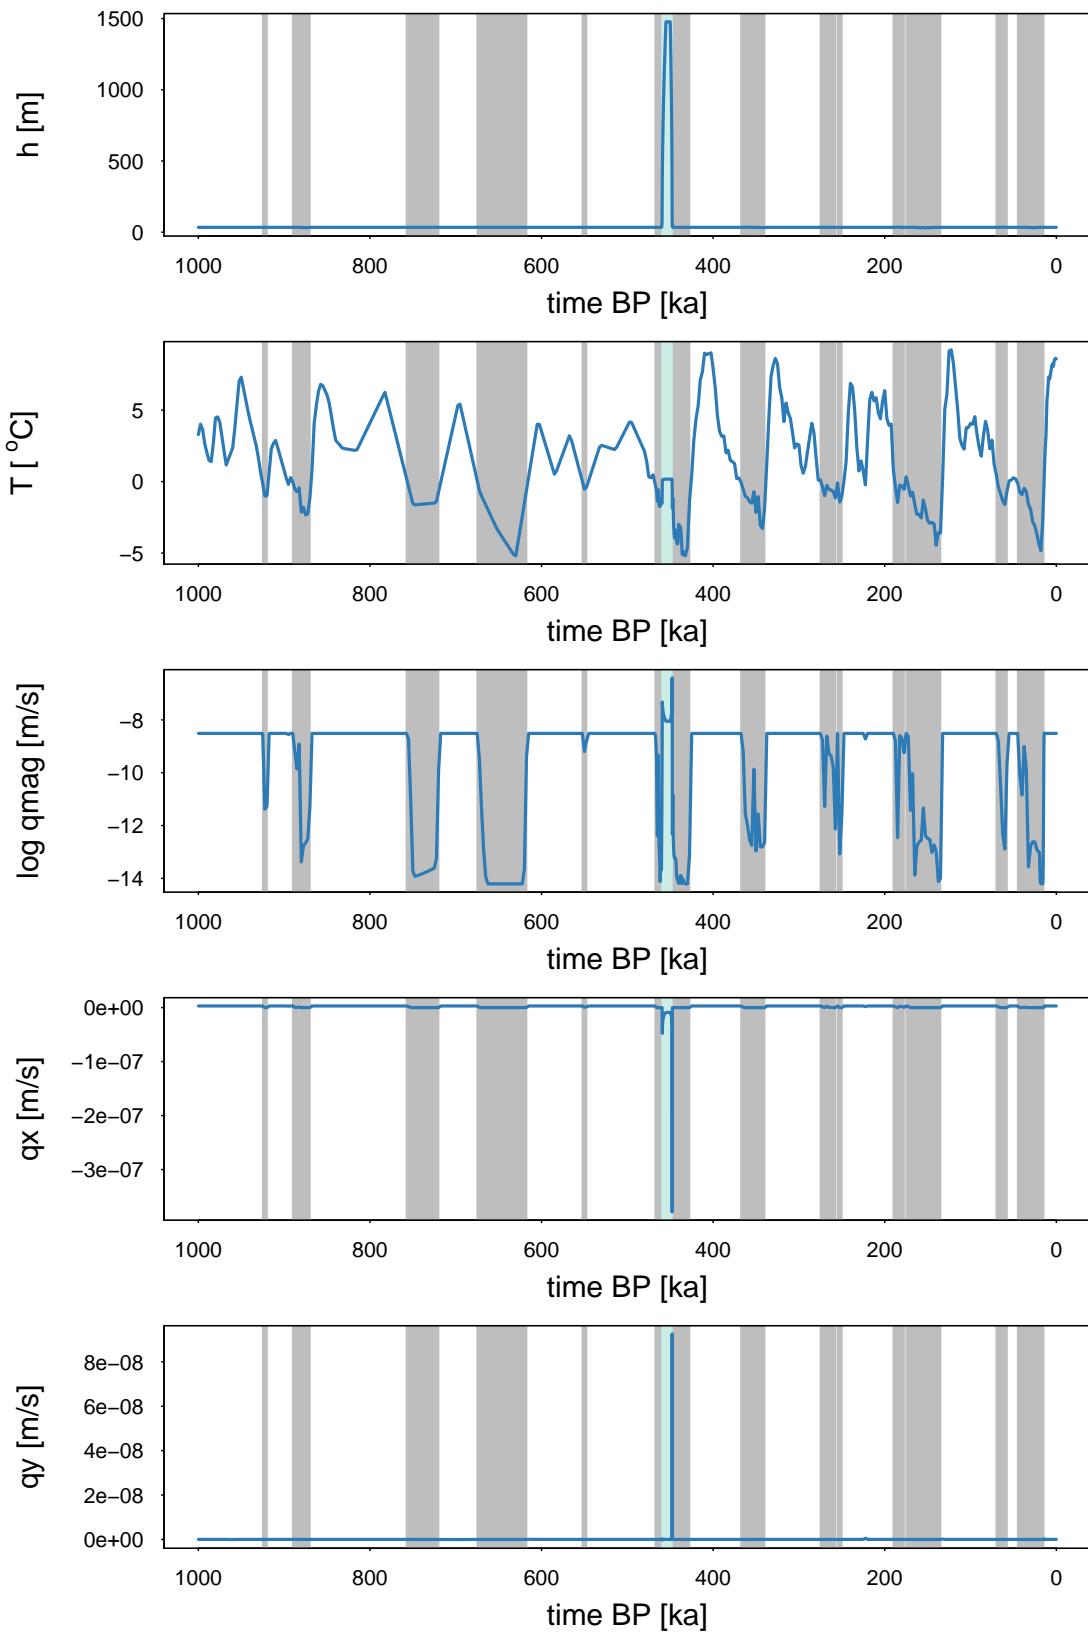 h [m]
1500
1000
500
0
1000 800 600 400 200 0
time BP [ka]
T [ °C]
5
0
−5
1000 800 600 400 200 0
time BP [ka]
log qmag [m/s]
−8
−10
−12
−14
1000 800 600 400 200 0
time BP [ka]
qx [m/s]
0e+00
−1e−07
−2e−07
−3e−07
1000 800 600 400 200 0
time BP [ka]
qy [m/s]
8e−08
6e−08
4e−08
2e−08
0e+00
1000 800 600 400 200 0
time BP [ka]